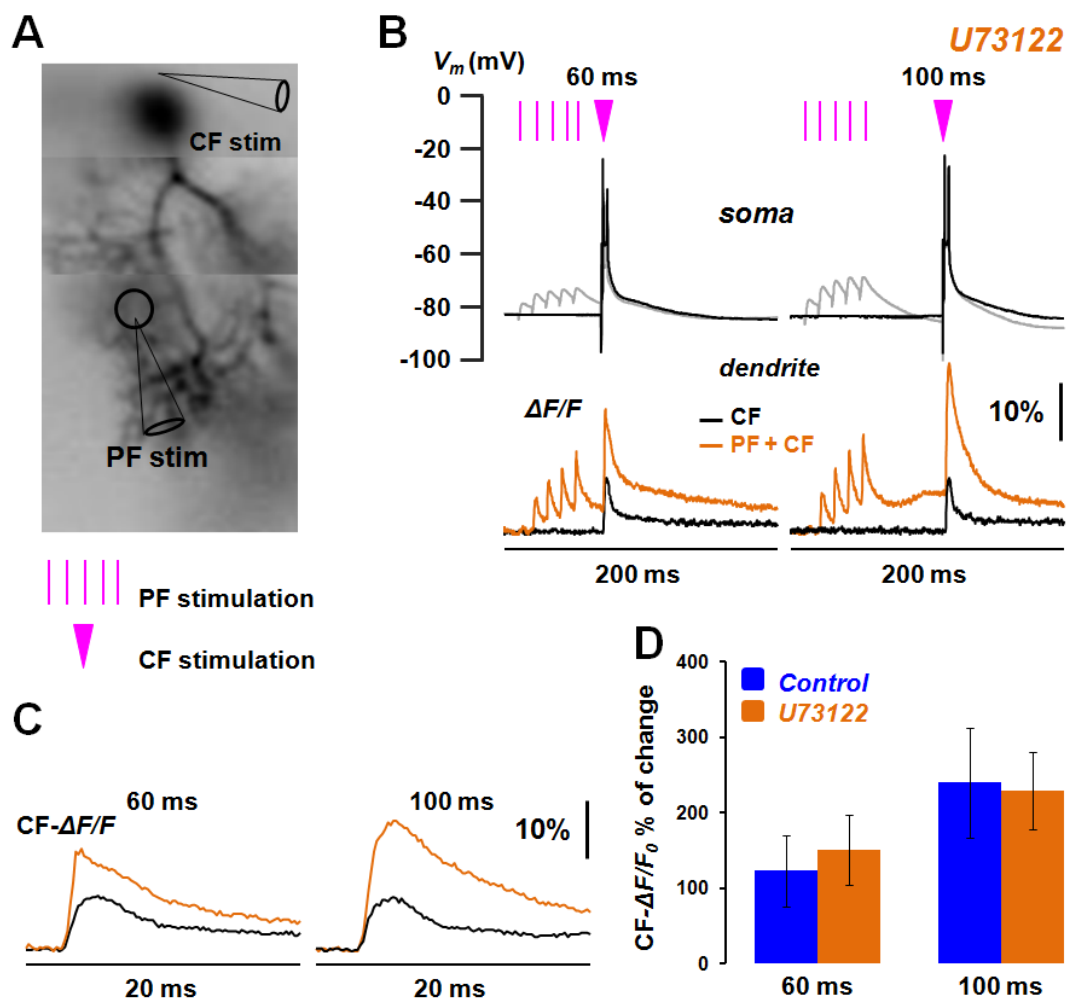 A
CF stim
PF stim
PF stimulation
CF stimulation
B
U73122
Vm (mV)
60 ms
100 ms
0
-20
-40
-60
-80
-100
soma
dendrite
ΔF/F
CF
PF + CF
10%
200 ms
200 ms
C
60 ms
100 ms
CF-ΔF/F
10%
20 ms
20 ms
D
CF-ΔF/F0 % of change
400
300
200
100
0
Control
U73122
60 ms
100 ms